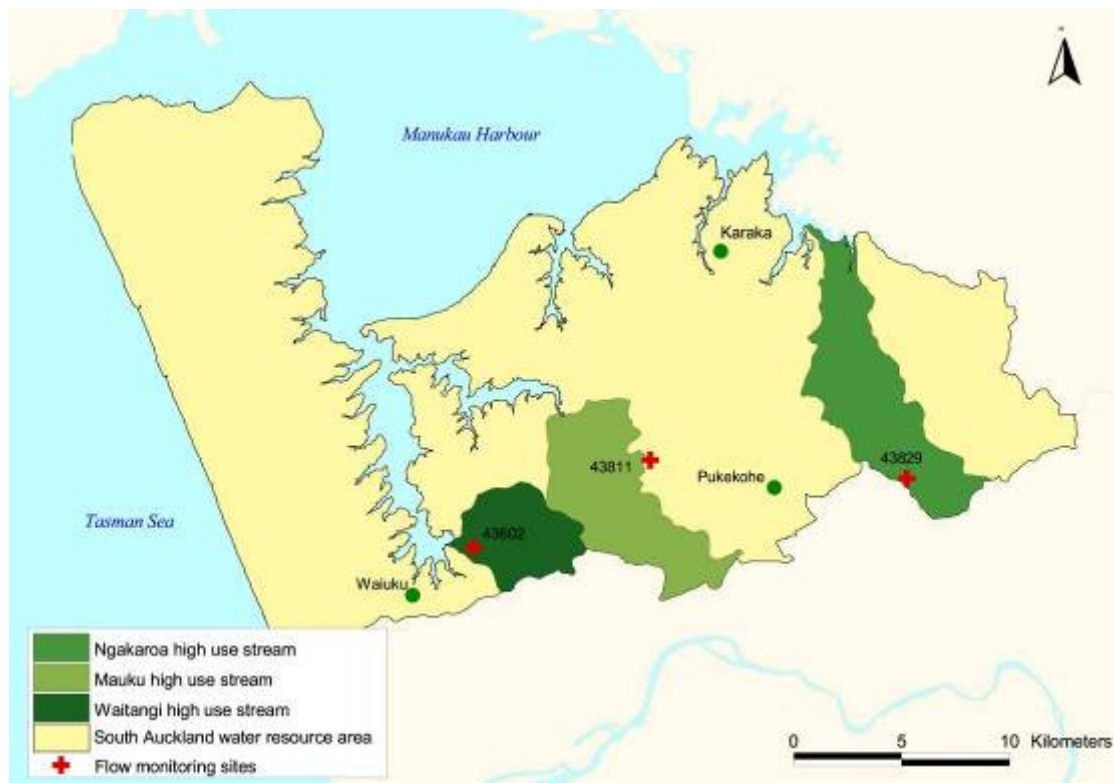 Manukau Harbour
Karaka
43829
43811
Pukekohe
Tasman Sea
43602
Waiuku
Ngakaroa high use stream
Mauku high use stream
Waitangi high use stream
South Auckland water resource area
Flow monitoring sites
0 5 10 Kilometers